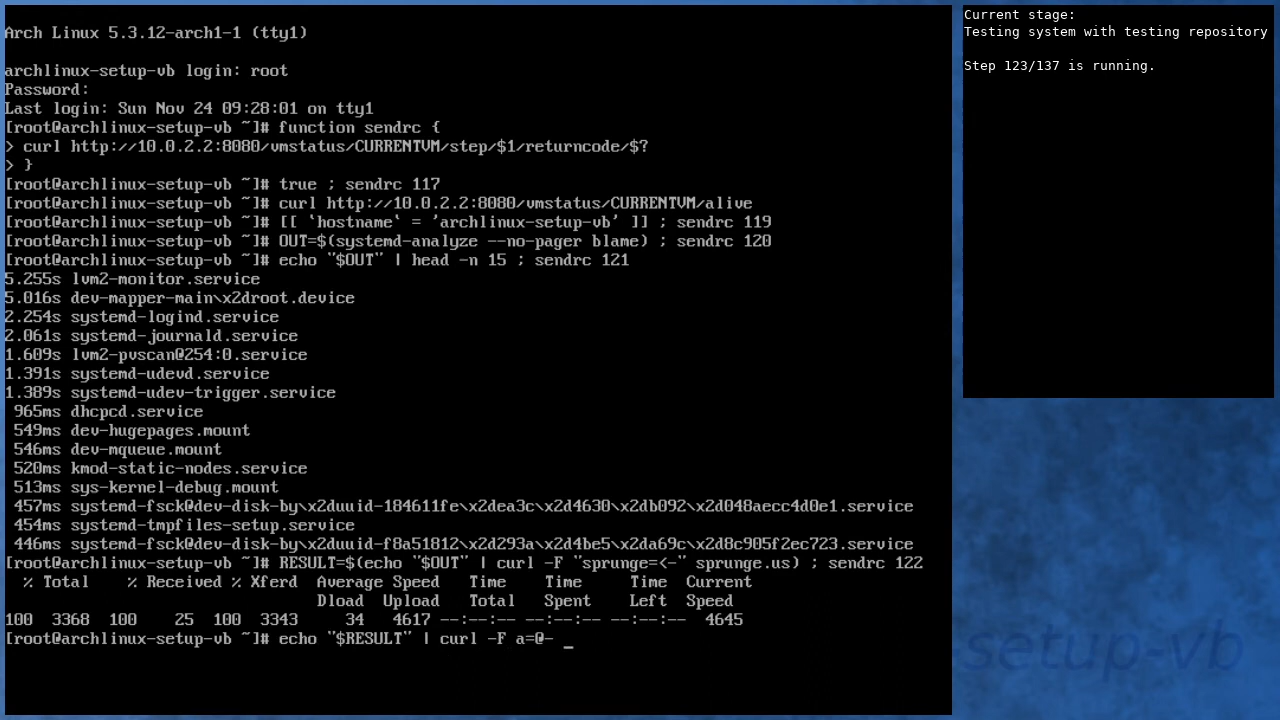 Arch Linux 5.3.12-arch1-1 (tty1)
archlinux-setup-vb login: root
Password:
Last login: Sun Nov 24 09:28:01 on tty1
[root@archlinux-setup-vb ~]# function sendrc {
> curl http://10.0.2.2:8080/vmstatus/CURRENTVM/step/$1/returncode/$?
> }
[root@archlinux-setup-vb ~]# true ; sendrc 117
[root@archlinux-setup-vb ~]# curl http://10.0.2.2:8080/vmstatus/CURRENTVM/alive
[root@archlinux-setup-vb ~]# [[ `hostname` = 'archlinux-setup-vb' ]] ; sendrc 119
[root@archlinux-setup-vb ~]# OUT=$(systemd-analyze --no-pager blame) ; sendrc 120
[root@archlinux-setup-vb ~]# echo "$OUT" | head -n 15 ; sendrc 121
5.255s lvm2-monitor.service
5.016s dev-mapper-main\x2droot.device
2.254s systemd-logind.service
2.061s systemd-journald.service
1.609s lvm2-pvscan@254:0.service
1.391s systemd-udevd.service
1.389s systemd-udev-trigger.service
965ms dhcpcd.service
549ms dev-hugepages.mount
546ms dev-mqueue.mount
520ms kmod-static-nodes.service
513ms sys-kernel-debug.mount
457ms systemd-fsck@dev-disk-by\x2duuid-184611fe\x2dea3c\x2d4630\x2db092\x2d048aecc4d0e1.service
454ms systemd-tmpfiles-setup.service
446ms systemd-fsck@dev-disk-by\x2duuid-f8a51812\x2d293a\x2d4be5\x2da69c\x2d8c905f2ec723.service
[root@archlinux-setup-vb ~]# RESULT=$(echo "$OUT" | curl -F "sprunge=<-" sprunge.us) ; sendrc 122
% Total    % Received % Xferd  Average Speed   Time    Time     Time  Current
Dload  Upload   Total   Spent    Left  Speed
100  3368  100    25  100  3343     34   4617 --:--:-- --:--:-- --:--:--  4645
[root@archlinux-setup-vb ~]# echo "$RESULT" | curl -F a=@- _
Current stage:
Testing system with testing repository
Step 123/137 is running.
setup-vb